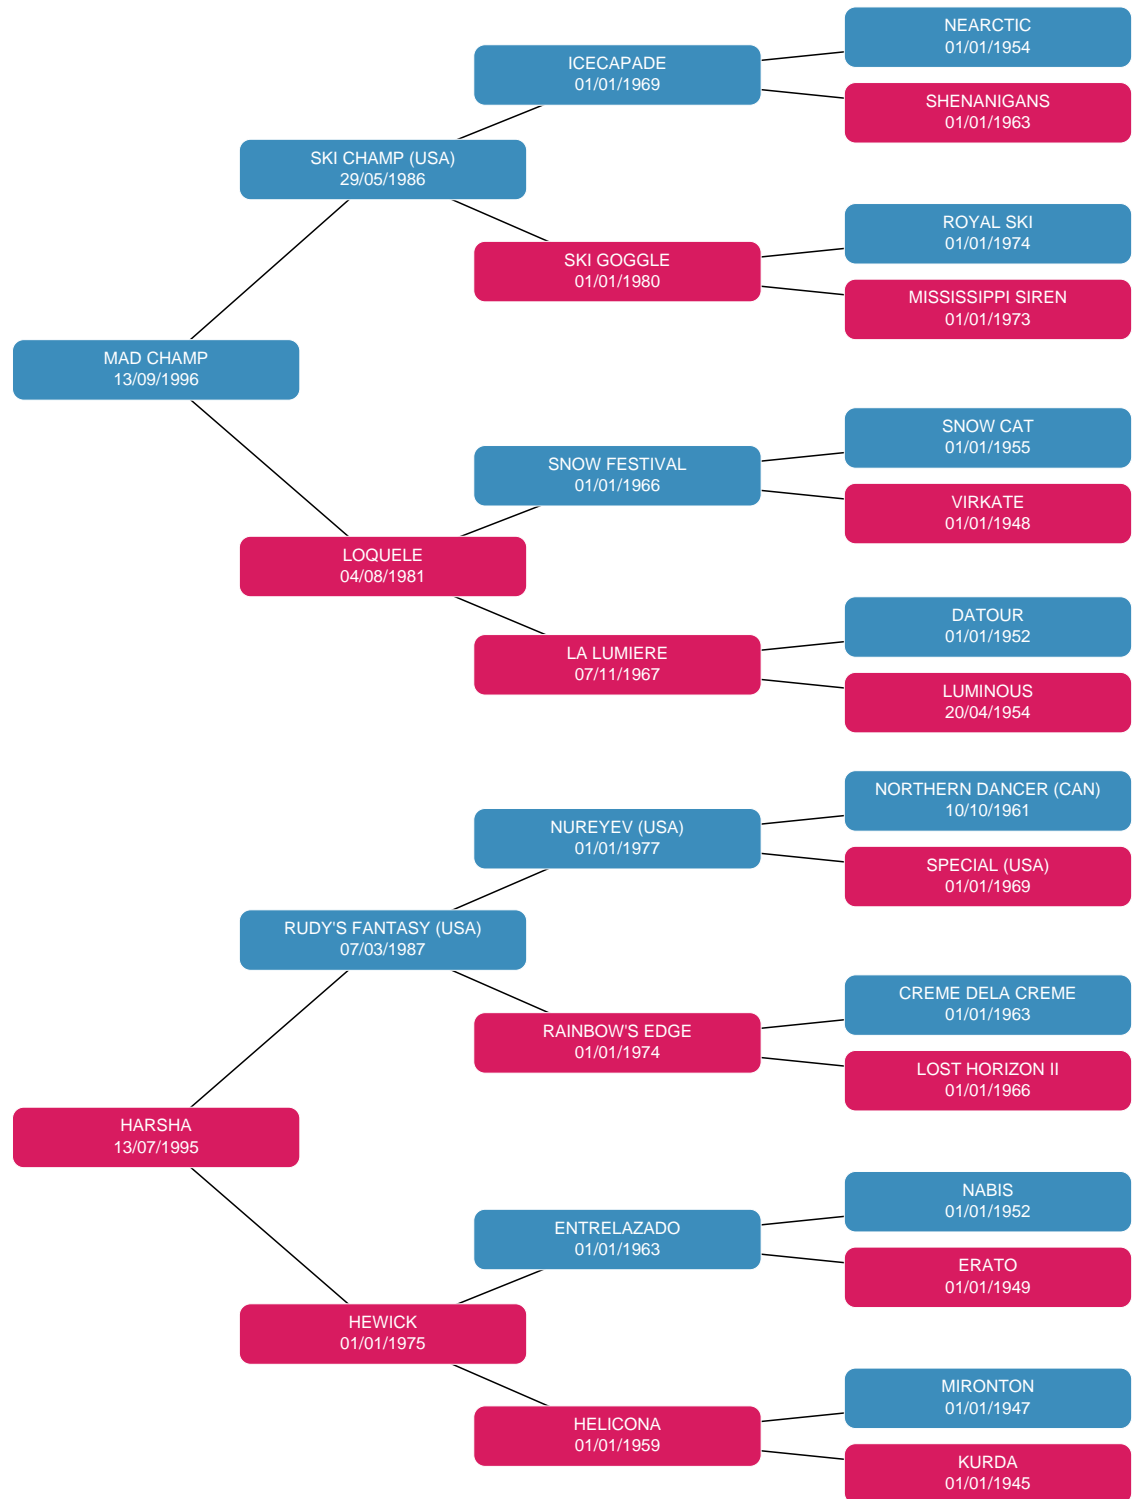 NEARCTIC
01/01/1954
ICECAPADE
01/01/1969
SHENANIGANS
01/01/1963
SKI CHAMP (USA)
29/05/1986
ROYAL SKI
01/01/1974
SKI GOGGLE
01/01/1980
MISSISSIPPI SIREN
01/01/1973
MAD CHAMP
13/09/1996
SNOW CAT
01/01/1955
SNOW FESTIVAL
01/01/1966
VIRKATE
01/01/1948
LOQUELE
04/08/1981
DATOUR
01/01/1952
LA LUMIERE
07/11/1967
LUMINOUS
20/04/1954
NORTHERN DANCER (CAN)
10/10/1961
NUREYEV (USA)
01/01/1977
SPECIAL (USA)
01/01/1969
RUDY'S FANTASY (USA)
07/03/1987
CREME DELA CREME
01/01/1963
RAINBOW'S EDGE
01/01/1974
LOST HORIZON II
01/01/1966
HARSHA
13/07/1995
NABIS
01/01/1952
ENTRELAZADO
01/01/1963
ERATO
01/01/1949
HEWICK
01/01/1975
MIRONTON
01/01/1947
HELICONA
01/01/1959
KURDA
01/01/1945